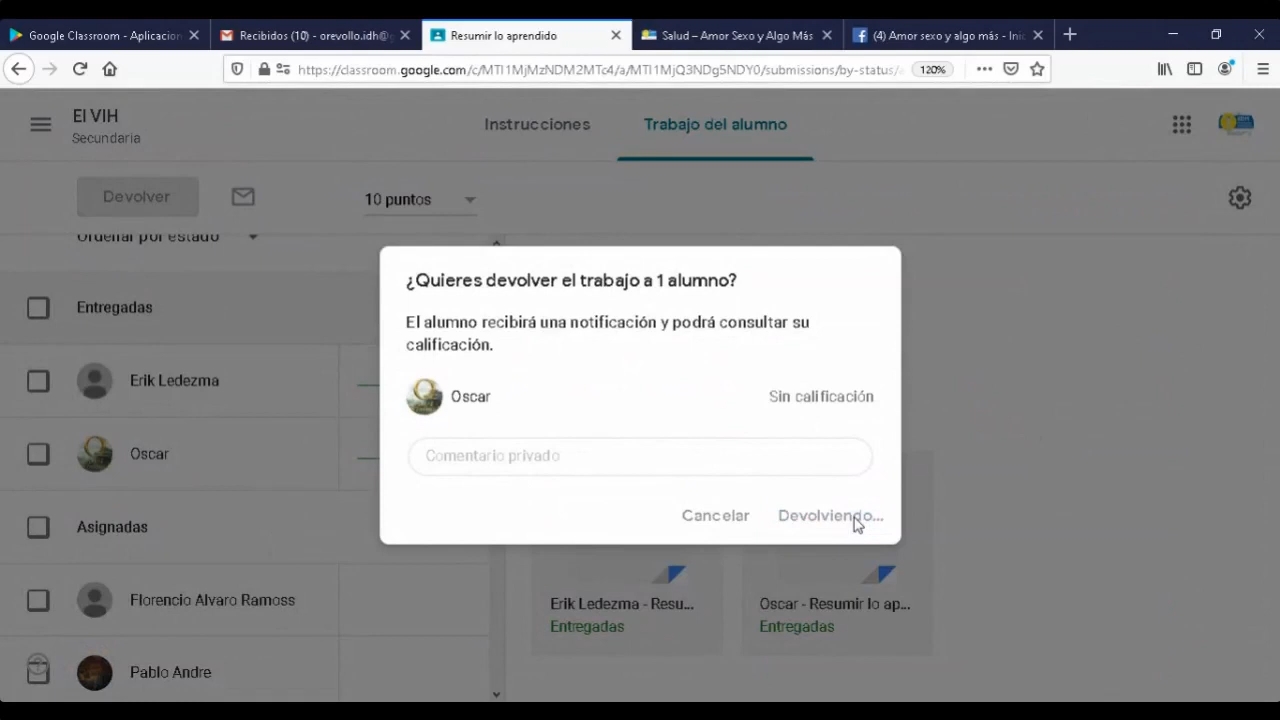 Google Classroom - Aplicacion
Recibidos (10) - orevollo.idh@g
Resumir lo aprendido
Salud – Amor Sexo y Algo Más
(4) Amor sexo y algo más - Ini
https://classroom.google.com/c/MTI1MjMzNDM2MTc4/a/MTI1MjQ3NDg5NDY0/submissions/by-status/
120%
El VIH
Secundaria
Instrucciones
Trabajo del alumno
Devolver
10 puntos
Ordenar por estado
Entregadas
Erik Ledezma
Oscar
Asignadas
Florencio Alvaro Ramoss
Pablo Andre
¿Quieres devolver el trabajo a 1 alumno?
El alumno recibirá una notificación y podrá consultar su
calificación.
Oscar
Sin calificación
Comentario privado
Cancelar
Devolviendo...
Erik Ledezma - Resu...
Entregadas
Oscar - Resumir lo ap...
Entregadas